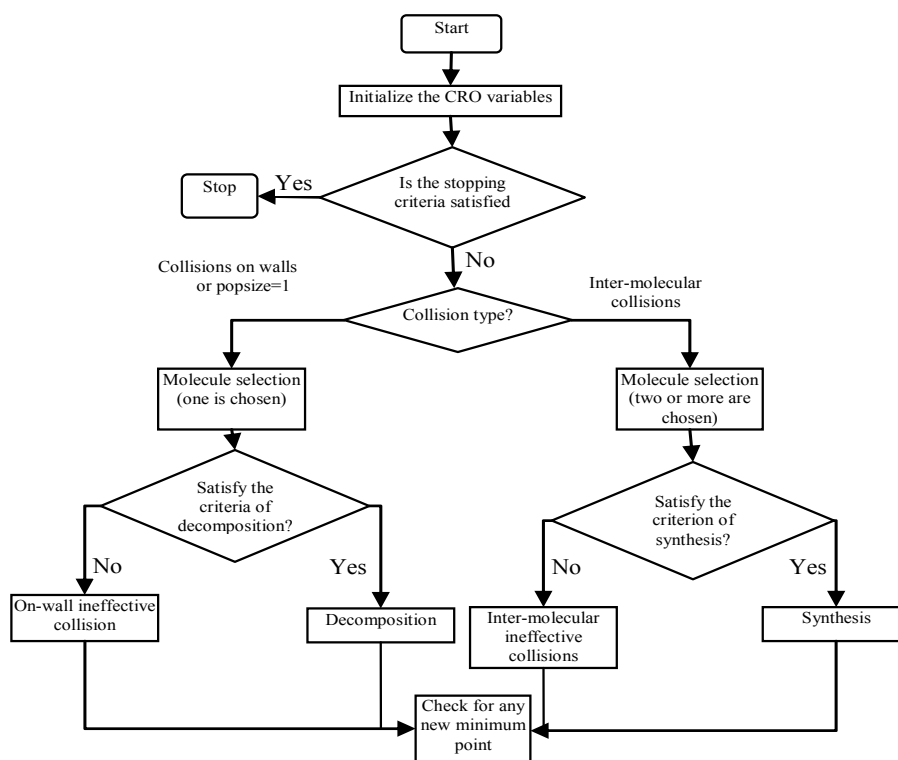 Start
Initialize the CRO variables
Is the stopping
criteria satisfied
Yes
Stop
No
Collisions on walls
or popsize=1
Collision type?
Inter-molecular
collisions
Molecule selection
(one is chosen)
Molecule selection
(two or more are
chosen)
Satisfy the
criteria of
decomposition?
Satisfy the
criterion of
synthesis?
No
Yes
No
Yes
On-wall ineffective
collision
Decomposition
Inter-molecular
ineffective
collisions
Synthesis
Check for any
new minimum
point